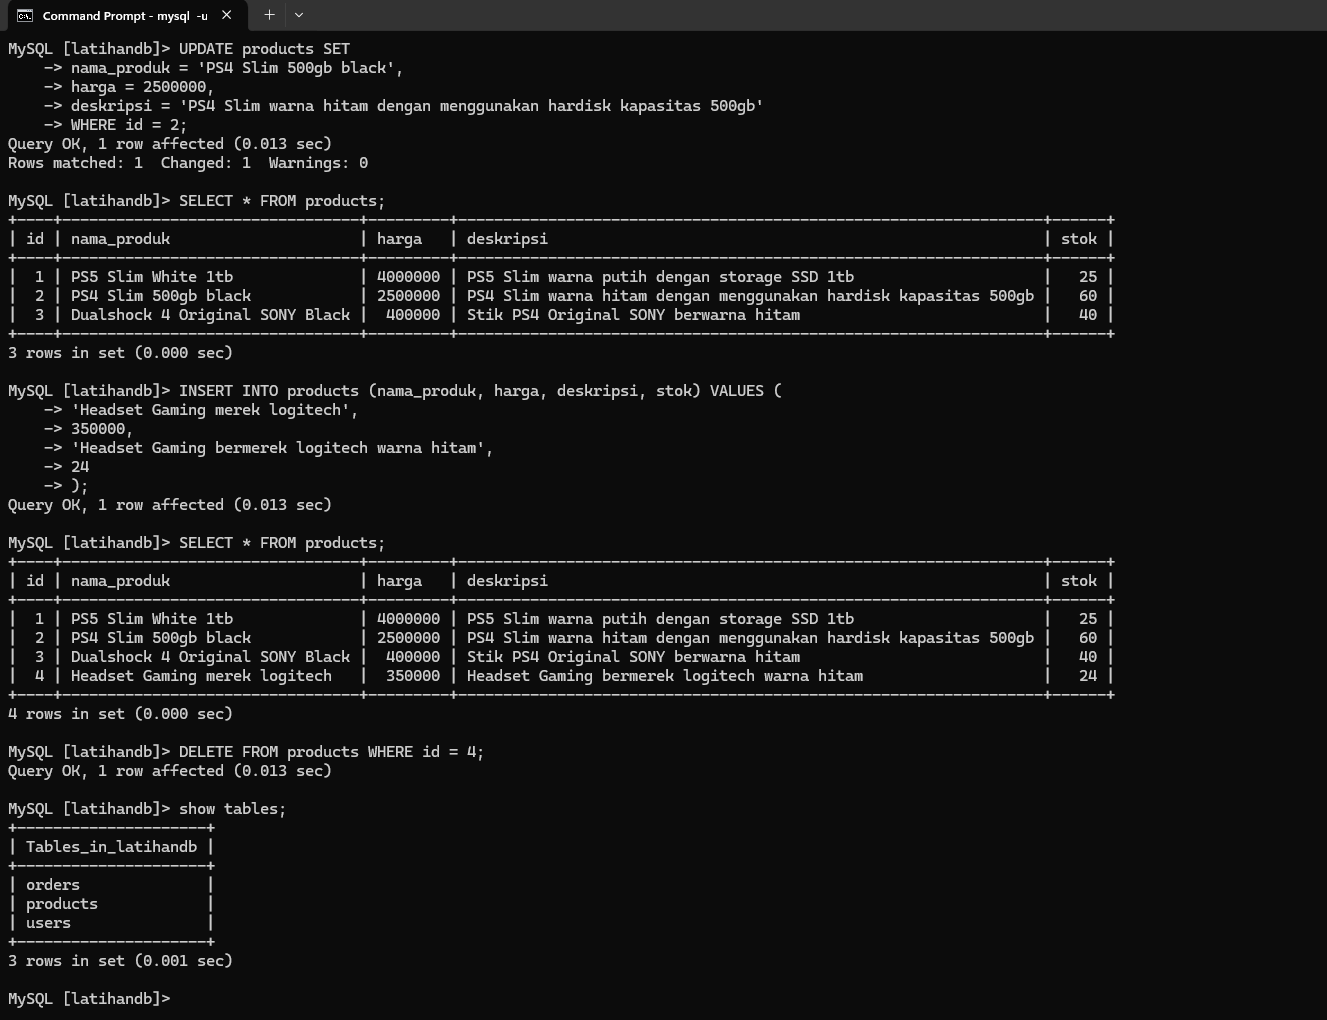 Command Prompt - mysql  -u
MySQL [latihandb]> UPDATE products SET
    -> nama_produk = 'PS4 Slim 500gb black',
    -> harga = 2500000,
    -> deskripsi = 'PS4 Slim warna hitam dengan menggunakan hardisk kapasitas 500gb'
    -> WHERE id = 2;
Query OK, 1 row affected (0.013 sec)
Rows matched: 1  Changed: 1  Warnings: 0
MySQL [latihandb]> SELECT * FROM products;
+----+---------------------------------+---------+-----------------------------------------------------------------+------+
| id | nama_produk                     | harga   | deskripsi                                                       | stok |
+----+---------------------------------+---------+-----------------------------------------------------------------+------+
|  1 | PS5 Slim White 1tb              | 4000000 | PS5 Slim warna putih dengan storage SSD 1tb                     |   25 |
|  2 | PS4 Slim 500gb black            | 2500000 | PS4 Slim warna hitam dengan menggunakan hardisk kapasitas 500gb |   60 |
|  3 | Dualshock 4 Original SONY Black |  400000 | Stik PS4 Original SONY berwarna hitam                           |   40 |
+----+---------------------------------+---------+-----------------------------------------------------------------+------+
3 rows in set (0.000 sec)
MySQL [latihandb]> INSERT INTO products (nama_produk, harga, deskripsi, stok) VALUES (
    -> 'Headset Gaming merek logitech',
    -> 350000,
    -> 'Headset Gaming bermerek logitech warna hitam',
    -> 24
    -> );
Query OK, 1 row affected (0.013 sec)
MySQL [latihandb]> SELECT * FROM products;
+----+---------------------------------+---------+-----------------------------------------------------------------+------+
| id | nama_produk                     | harga   | deskripsi                                                       | stok |
+----+---------------------------------+---------+-----------------------------------------------------------------+------+
|  1 | PS5 Slim White 1tb              | 4000000 | PS5 Slim warna putih dengan storage SSD 1tb                     |   25 |
|  2 | PS4 Slim 500gb black            | 2500000 | PS4 Slim warna hitam dengan menggunakan hardisk kapasitas 500gb |   60 |
|  3 | Dualshock 4 Original SONY Black |  400000 | Stik PS4 Original SONY berwarna hitam                           |   40 |
|  4 | Headset Gaming merek logitech   |  350000 | Headset Gaming bermerek logitech warna hitam                    |   24 |
+----+---------------------------------+---------+-----------------------------------------------------------------+------+
4 rows in set (0.000 sec)
MySQL [latihandb]> DELETE FROM products WHERE id = 4;
Query OK, 1 row affected (0.013 sec)
MySQL [latihandb]> show tables;
+---------------------+
| Tables_in_latihandb |
+---------------------+
| orders              |
| products            |
| users               |
+---------------------+
3 rows in set (0.001 sec)
MySQL [latihandb]>